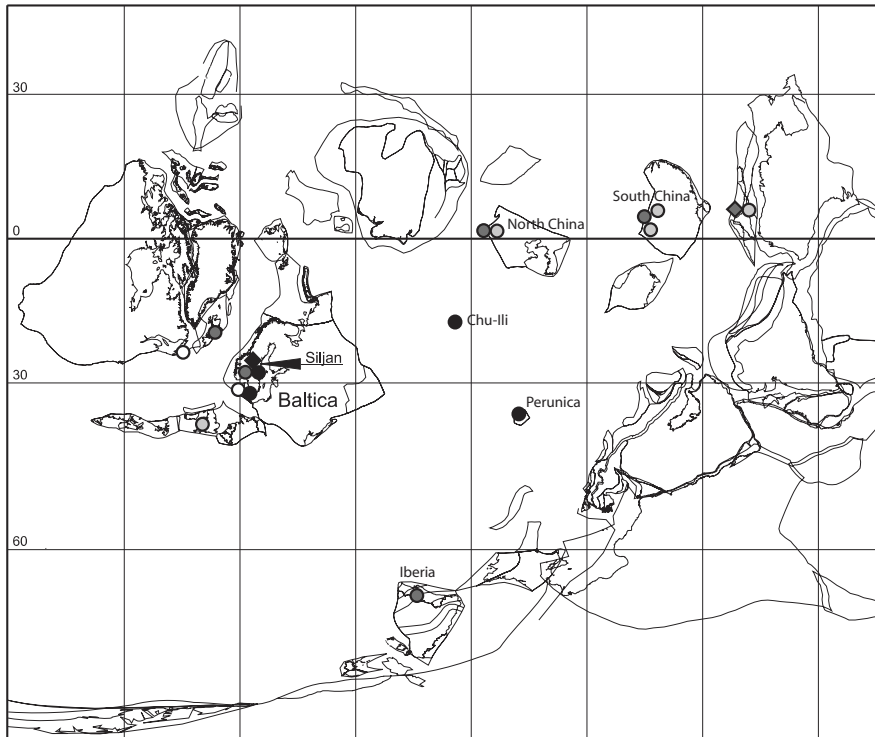 30
South China
0
North China
Chu-Ili
Siljan
30
Baltica
Perunica
60
Iberia